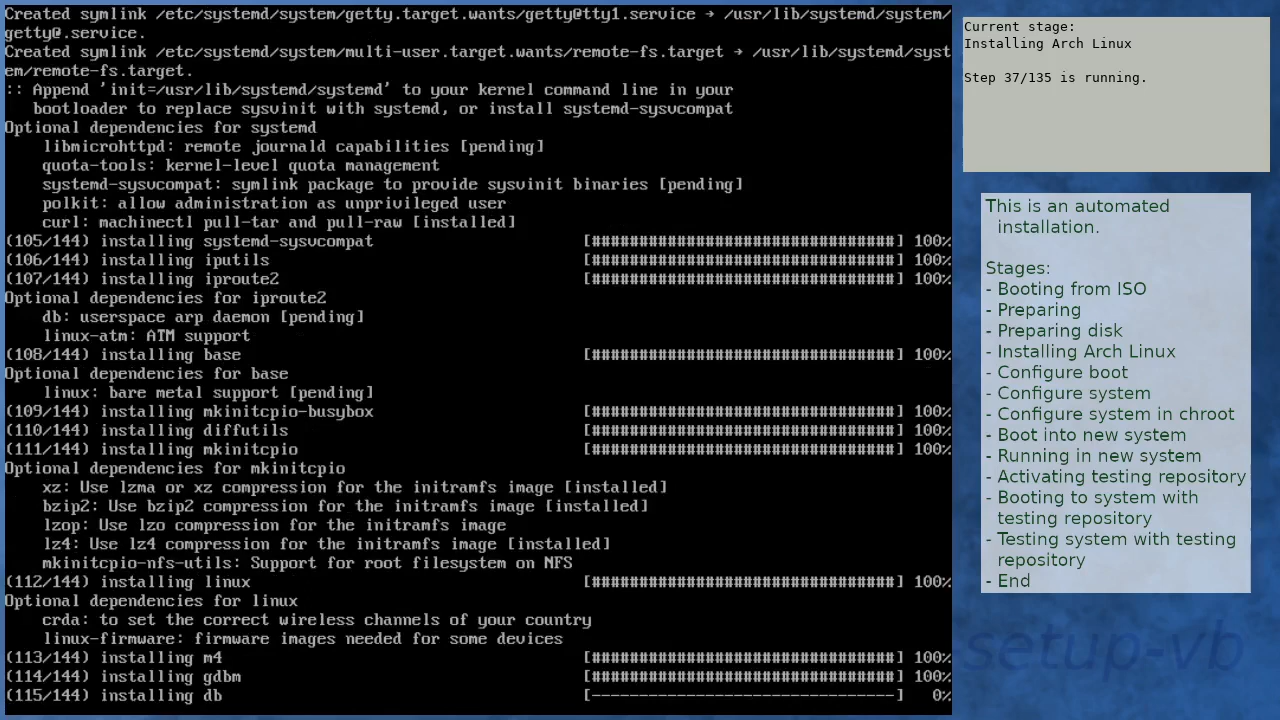 Created symlink /etc/systemd/system/getty.target.wants/getty@tty1.service → /usr/lib/systemd/system/
getty@.service.
Created symlink /etc/systemd/system/multi-user.target.wants/remote-fs.target → /usr/lib/systemd/syst
em/remote-fs.target.
:: Append 'init=/usr/lib/systemd/systemd' to your kernel command line in your
bootloader to replace sysvinit with systemd, or install systemd-sysvcompat
Optional dependencies for systemd
libmicrohttpd: remote journald capabilities [pending]
quota-tools: kernel-level quota management
systemd-sysvcompat: symlink package to provide sysvinit binaries [pending]
polkit: allow administration as unprivileged user
curl: machinectl pull-tar and pull-raw [installed]
(105/144) installing systemd-sysvcompat [################################] 100%
(106/144) installing iputils [################################] 100%
(107/144) installing iproute2 [################################] 100%
Optional dependencies for iproute2
db: userspace arp daemon [pending]
linux-atm: ATM support
(108/144) installing base [################################] 100%
Optional dependencies for base
linux: bare metal support [pending]
(109/144) installing mkinitcpio-busybox [################################] 100%
(110/144) installing diffutils [################################] 100%
(111/144) installing mkinitcpio [################################] 100%
Optional dependencies for mkinitcpio
xz: Use lzma or xz compression for the initramfs image [installed]
bzip2: Use bzip2 compression for the initramfs image [installed]
lzop: Use lzo compression for the initramfs image
lz4: Use lz4 compression for the initramfs image [installed]
mkinitcpio-nfs-utils: Support for root filesystem on NFS
(112/144) installing linux [################################] 100%
Optional dependencies for linux
crda: to set the correct wireless channels of your country
linux-firmware: firmware images needed for some devices
(113/144) installing m4 [################################] 100%
(114/144) installing gdbm [################################] 100%
(115/144) installing db [--------------------------------] 0%
Current stage:
Installing Arch Linux
Step 37/135 is running.
This is an automated
installation.
Stages:
- Booting from ISO
- Preparing
- Preparing disk
- Installing Arch Linux
- Configure boot
- Configure system
- Configure system in chroot
- Boot into new system
- Running in new system
- Activating testing repository
- Booting to system with
testing repository
- Testing system with testing
repository
- End
setup-vb